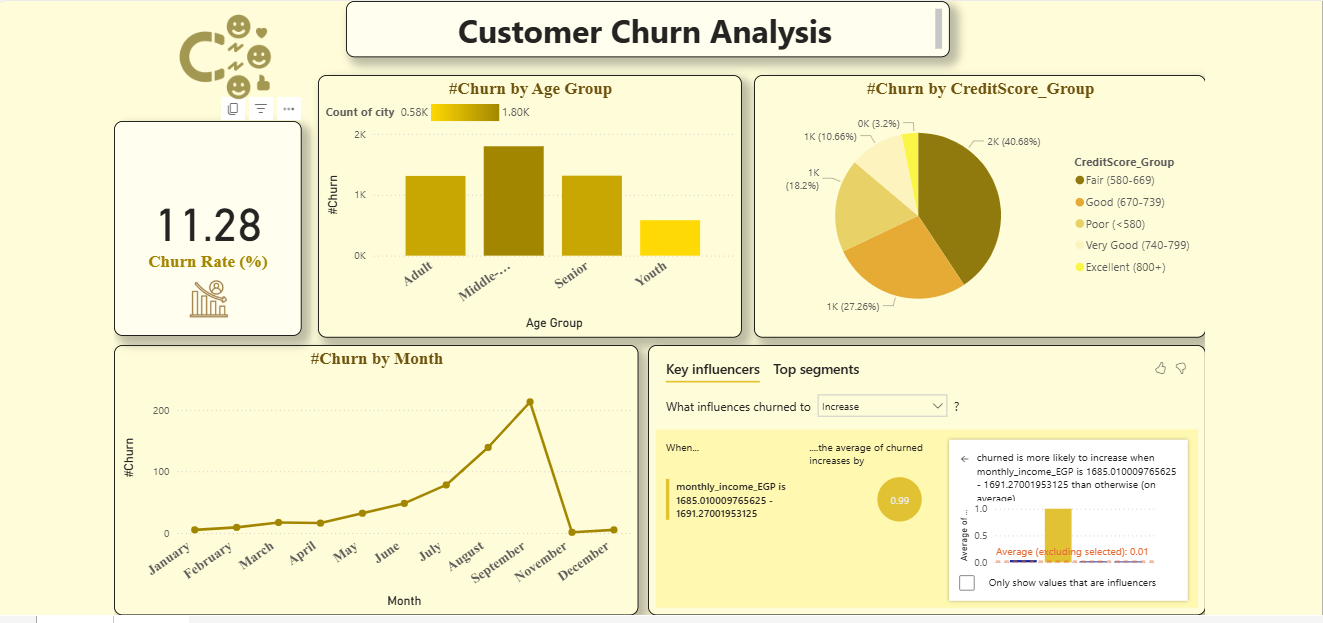 Customer Churn Analysis
11.28
Churn Rate (%)
#Churn by Age Group
Count of city 0.58K 1.80K
2K
1K
0K
#Churn
Adult
Middle-...
Senior
Youth
Age Group
#Churn by CreditScore_Group
0K (3.2%)
1K (10.66%)
1K
(18.2%)
1K (27.26%)
2K (40.68%)
CreditScore_Group
Fair (580-669)
Good (670-739)
Poor (<580)
Very Good (740-799)
Excellent (800+)
#Churn by Month
200
100
0
#Churn
January
February
March
April
May
June
July
August
September
November
December
Month
Key influencers Top segments
What influences churned to Increase ?
When...
....the average of churned
increases by
monthly_income_EGP is
1685.010009765625 -
1691.27001953125
0.99
churned is more likely to increase when
monthly_income_EGP is 1685.010009765625
- 1691.27001953125 than otherwise (on
average)
1.0
0.5
0.0
Average of ...
Average (excluding selected): 0.01
Only show values that are influencers